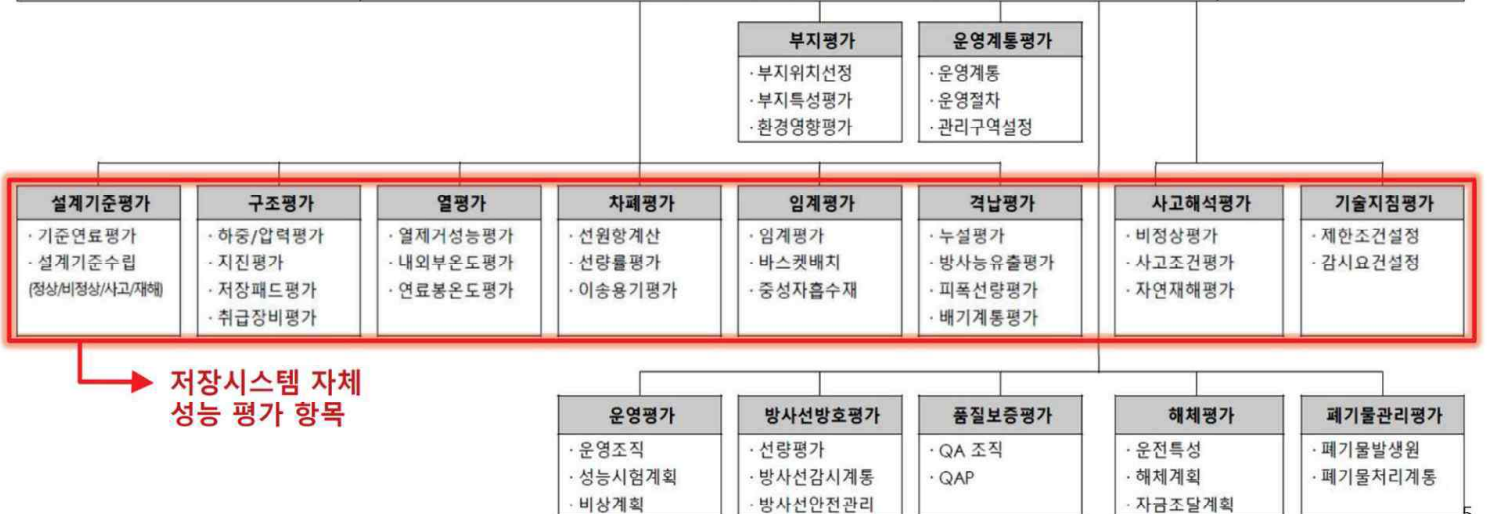 부지평가
· 부지위치선정
· 부지특성평가
· 환경영향평가
운영계통평가
· 운영계통
· 운영절차
· 관리구역설정
설계기준평가
· 기준연료평가
· 설계기준수립
(정상/비정상/사고/재해)
구조평가
· 하중/압력평가
· 지진평가
· 저장패드평가
· 취급장비평가
열평가
· 열제거성능평가
· 내외부온도평가
· 연료봉온도평가
차폐평가
· 선원항계산
· 선량률평가
· 이송용기평가
임계평가
· 임계평가
· 바스켓배치
· 중성자흡수재
격납평가
· 누설평가
· 방사능유출평가
· 피폭선량평가
· 배기계통평가
사고해석평가
· 비정상평가
· 사고조건평가
· 자연재해평가
기술지침평가
· 제한조건설정
· 감시요건설정
저장시스템 자체
성능 평가 항목
운영평가
· 운영조직
· 성능시험계획
· 비상계획
방사선방호평가
· 선량평가
· 방사선감시계통
· 방사선안전관리
품질보증평가
· QA 조직
· QAP
해체평가
· 운전특성
· 해체계획
· 자금조달계획
폐기물관리평가
· 폐기물발생원
· 폐기물처리계통
5